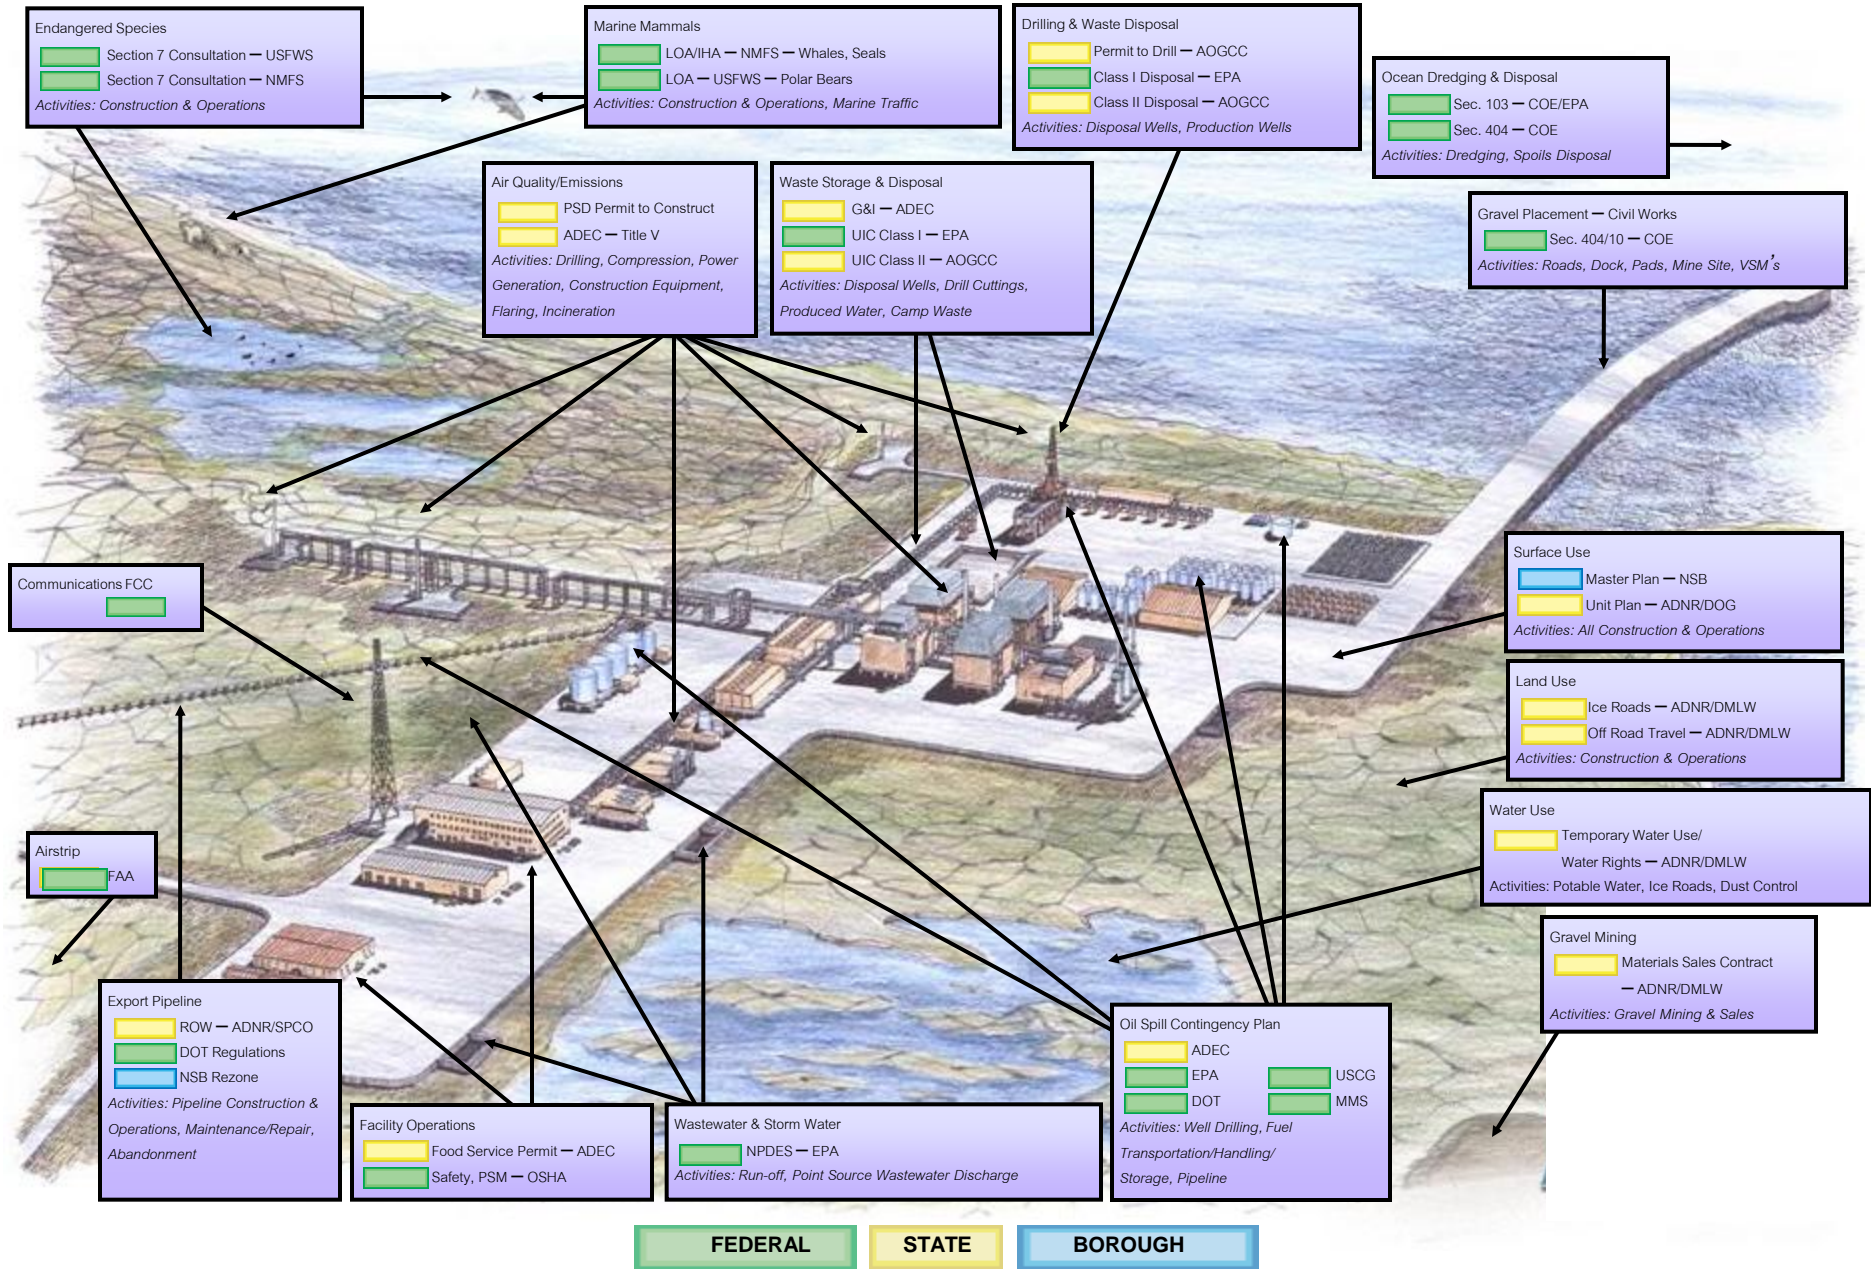 Endangered Species
Section 7 Consultation — USFWS
Section 7 Consultation — NMFS
Activities: Construction & Operations
Marine Mammals
LOA/IHA — NMFS — Whales, Seals
LOA — USFWS — Polar Bears
Activities: Construction & Operations, Marine Traffic
Drilling & Waste Disposal
Permit to Drill — AOGCC
Class I Disposal — EPA
Class II Disposal — AOGCC
Activities: Disposal Wells, Production Wells
Ocean Dredging & Disposal
Sec. 103 — COE/EPA
Sec. 404 — COE
Activities: Dredging, Spoils Disposal
Air Quality/Emissions
PSD Permit to Construct
ADEC — Title V
Activities: Drilling, Compression, Power
Generation, Construction Equipment,
Flaring, Incineration
Waste Storage & Disposal
G&I — ADEC
UIC Class I — EPA
UIC Class II — AOGCC
Activities: Disposal Wells, Drill Cuttings,
Produced Water, Camp Waste
Gravel Placement — Civil Works
Sec. 404/10 — COE
Activities: Roads, Dock, Pads, Mine Site, VSM's
Communications FCC
Surface Use
Master Plan — NSB
Unit Plan — ADNR/DOG
Activities: All Construction & Operations
Land Use
Ice Roads — ADNR/DMLW
Off Road Travel — ADNR/DMLW
Activities: Construction & Operations
Water Use
Temporary Water Use/
Water Rights — ADNR/DMLW
Activities: Potable Water, Ice Roads, Dust Control
Airstrip
FAA
Gravel Mining
Materials Sales Contract
— ADNR/DMLW
Activities: Gravel Mining & Sales
Export Pipeline
ROW — ADNR/SPCO
DOT Regulations
NSB Rezone
Activities: Pipeline Construction &
Operations, Maintenance/Repair,
Abandonment
Facility Operations
Food Service Permit — ADEC
Safety, PSM — OSHA
Wastewater & Storm Water
NPDES — EPA
Activities: Run-off, Point Source Wastewater Discharge
Oil Spill Contingency Plan
ADEC
EPA USCG
DOT MMS
Activities: Well Drilling, Fuel
Transportation/Handling/
Storage, Pipeline
FEDERAL STATE BOROUGH